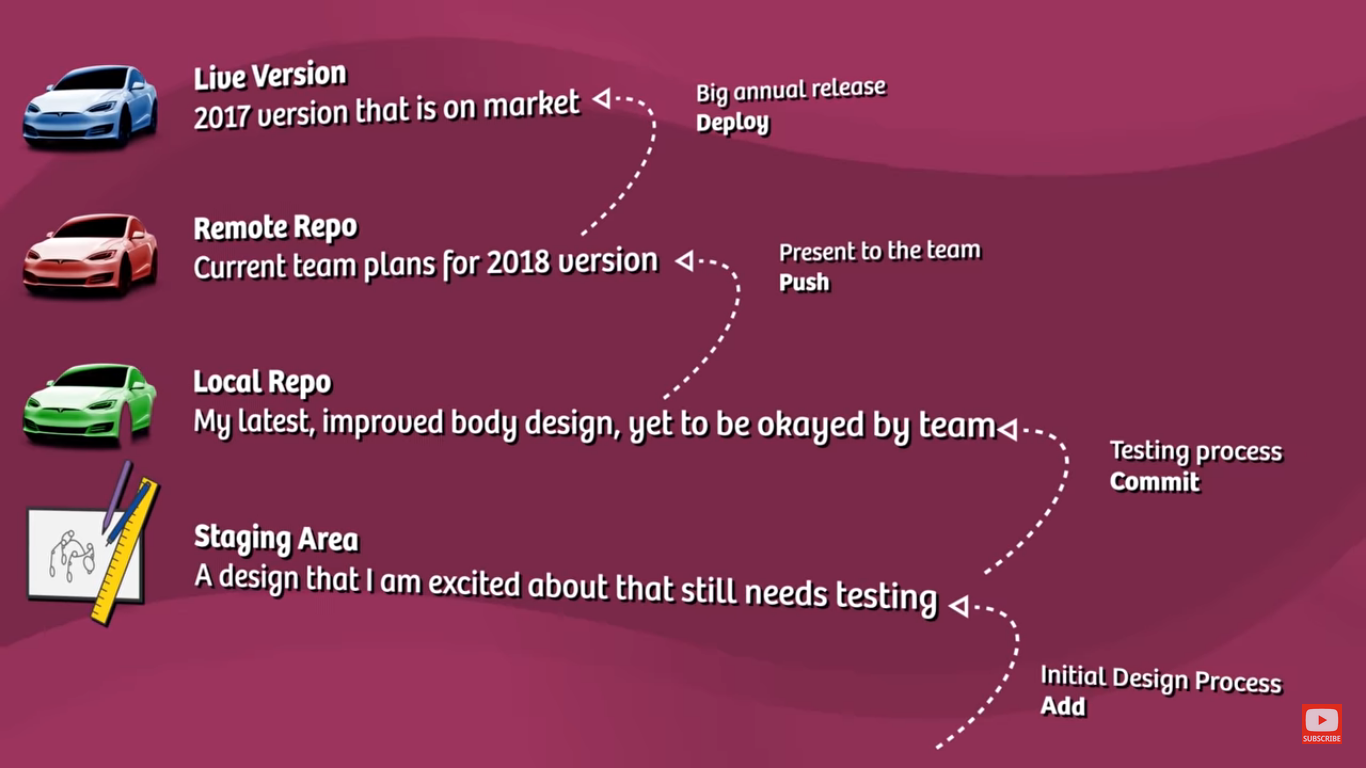 Live Version
2017 version that is on market
Big annual release
Deploy
Remote Repo
Current team plans for 2018 version
Present to the team
Push
Local Repo
My latest, improved body design, yet to be okayed by team
Testing process
Commit
Staging Area
A design that I am excited about that still needs testing
Initial Design Process
Add
SUBSCRIBE